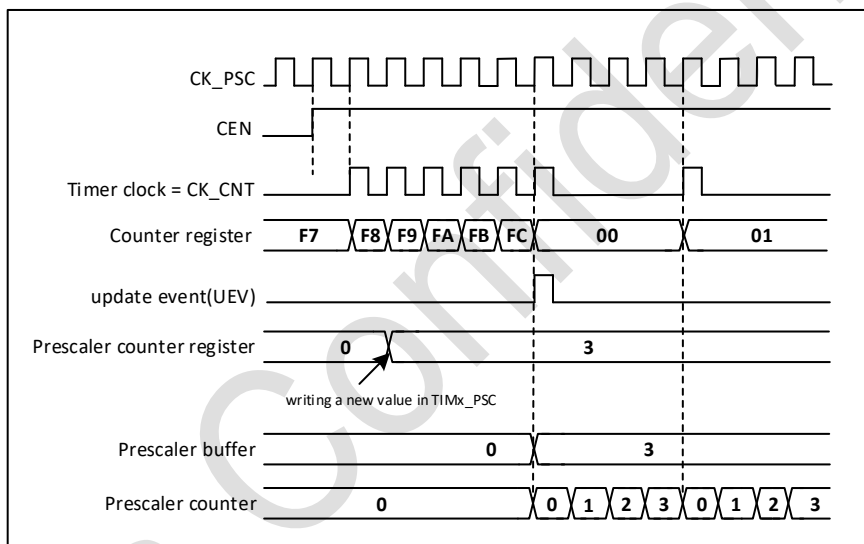 CK_PSC
CEN
Timer clock = CK_CNT
Counter register F7 F8 F9 FA FB FC 00 01
update event(UEV)
Prescaler counter register 0 3
writing a new value in TIMx_PSC
Prescaler buffer 0 3
Prescaler counter 0 0 1 2 3 0 1 2 3
Confiden